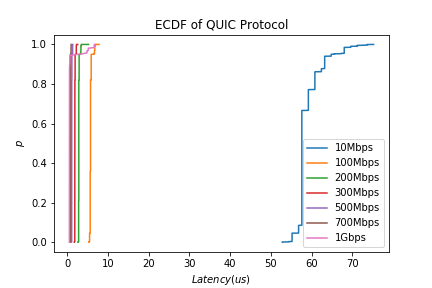 ECDF of QUIC Protocol
1.0
0.8
0.6
0.4
0.2
0.0
p
10Mbps
100Mbps
200Mbps
300Mbps
500Mbps
700Mbps
1Gbps
0 10 20 30 40 50 60 70
Latency(us)